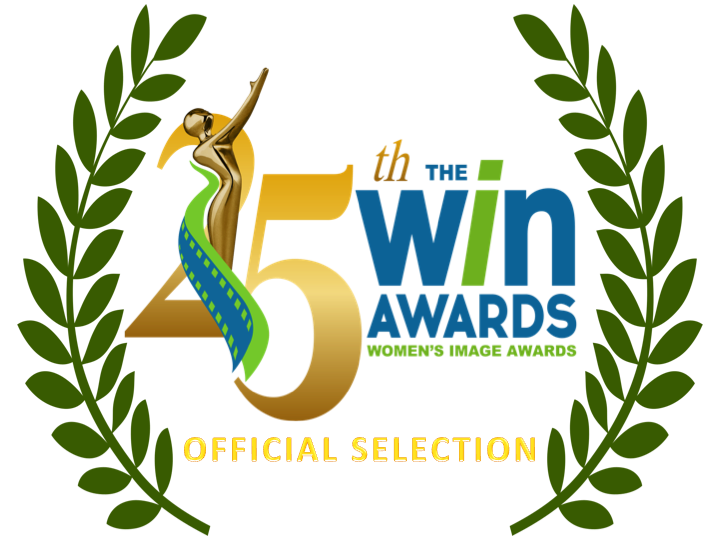 25th
THE
win
AWARDS
WOMEN'S IMAGE AWARDS
OFFICIAL SELECTION